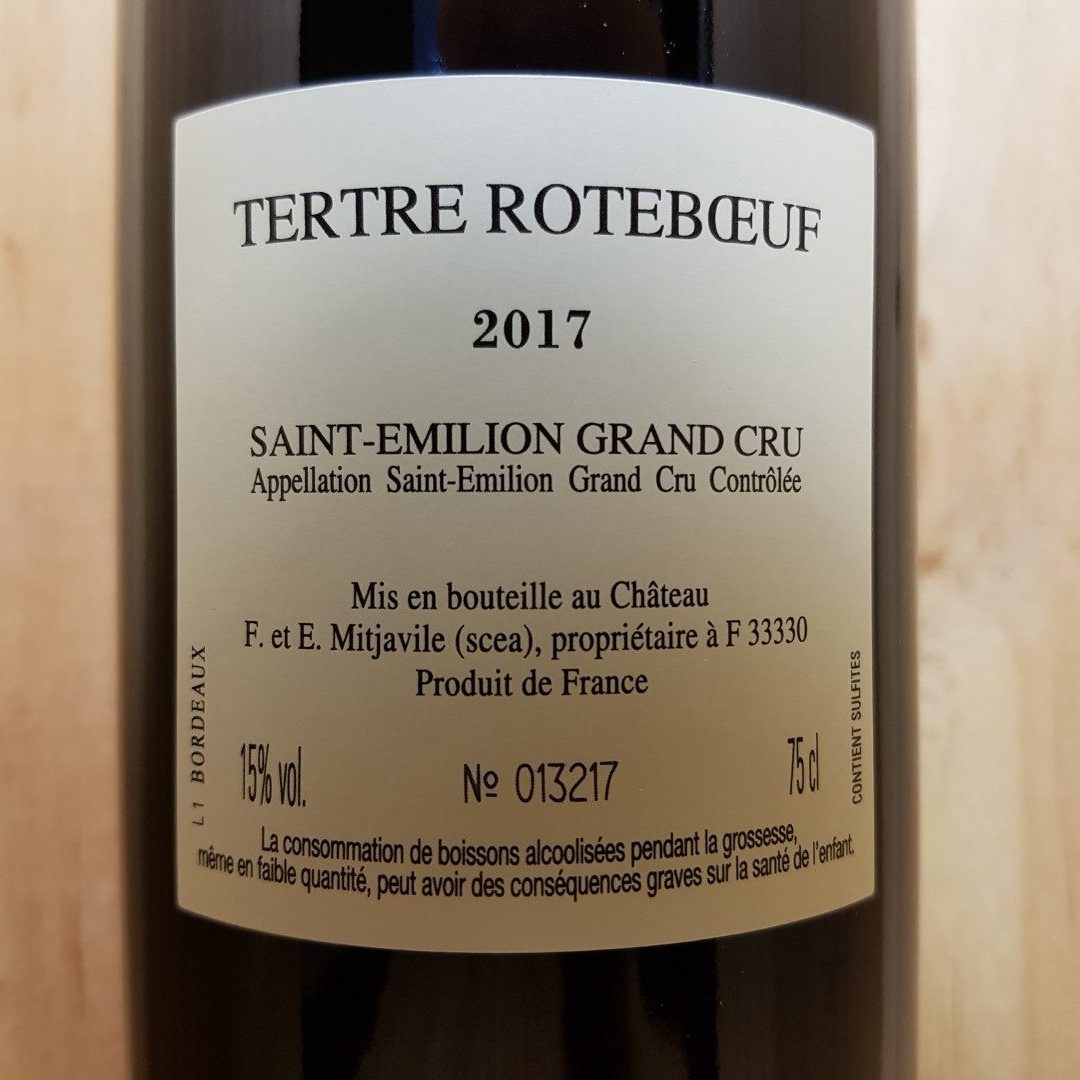 TERTRE ROTEBŒUF
2017
SAINT-EMILION GRAND CRU
Appellation Saint-Emilion Grand Cru Contrôlée
Mis en bouteille au Château
F. et E. Mitjavile (scea), propriétaire à F 33330
Produit de France
L1 BORDEAUX
15% vol.
Nº 013217
75 cl
CONTIENT SULFITES
La consommation de boissons alcoolisées pendant la grossesse,
même en faible quantité, peut avoir des conséquences graves sur la santé de l'enfant.